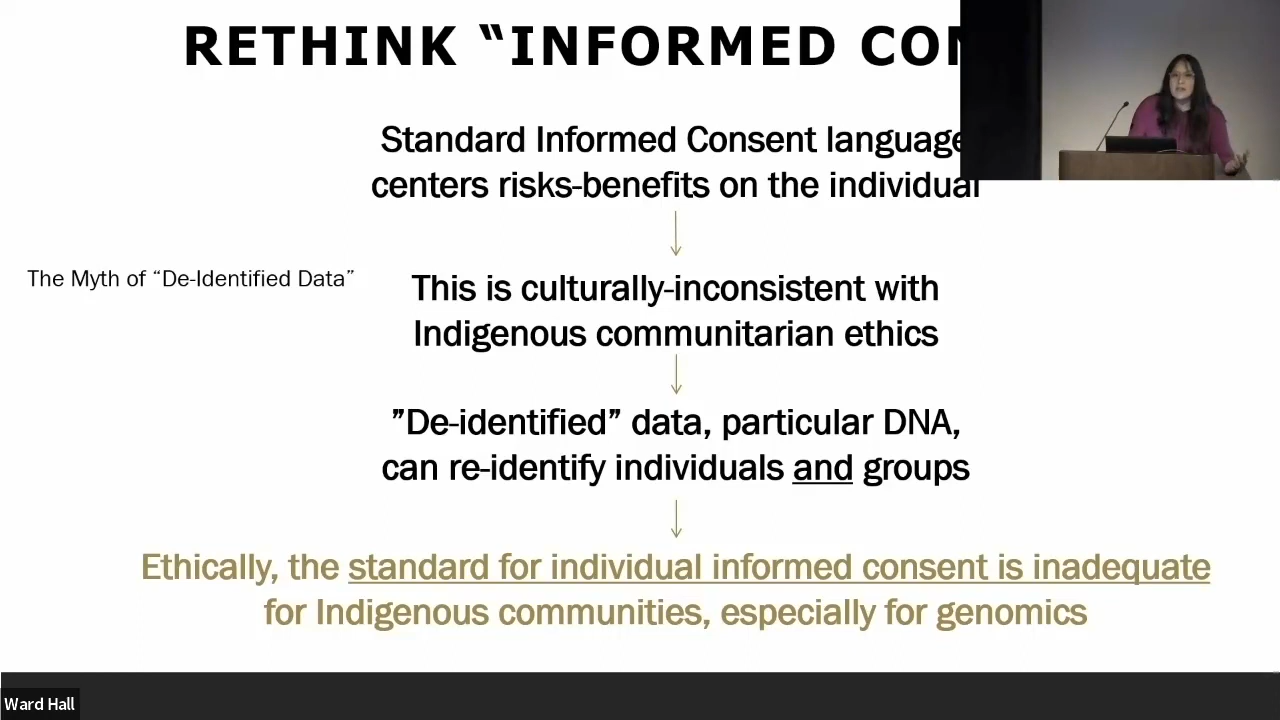 RETHINK “INFORMED CON
Standard Informed Consent language
centers risks-benefits on the individual
The Myth of “De-Identified Data”
This is culturally-inconsistent with
Indigenous communitarian ethics
”De-identified” data, particular DNA,
can re-identify individuals and groups
Ethically, the standard for individual informed consent is inadequate
for Indigenous communities, especially for genomics
Ward Hall